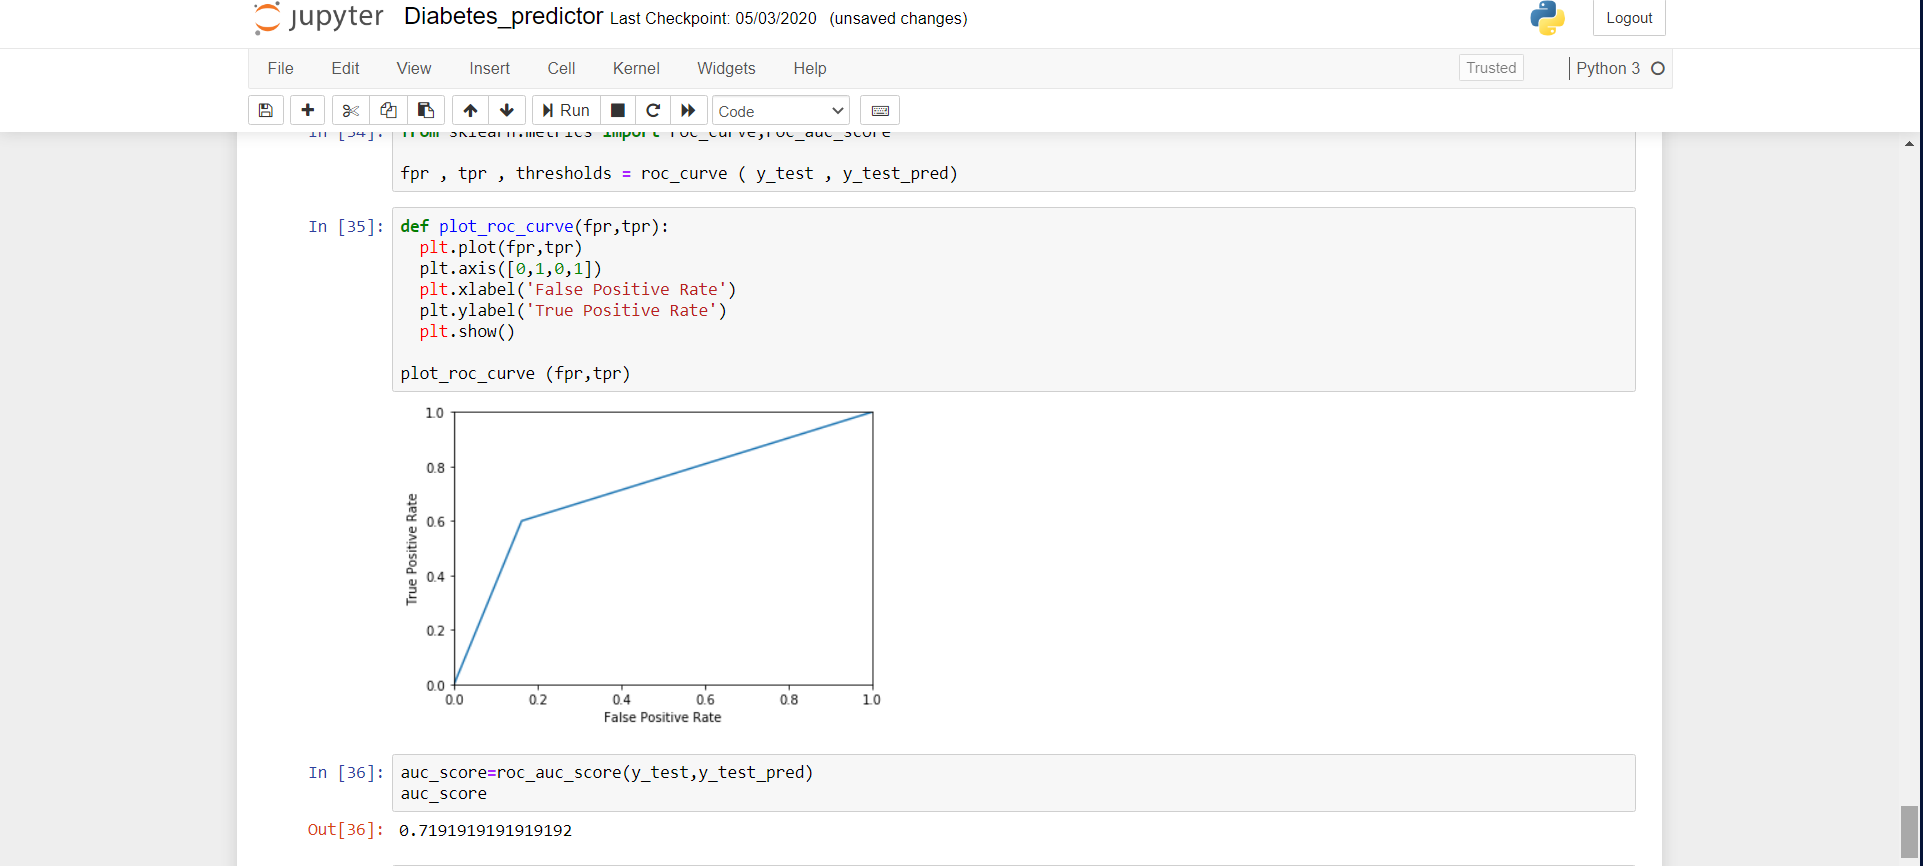 jupyter Diabetes_predictor Last Checkpoint: 05/03/2020 (unsaved changes)
Logout
File Edit View Insert Cell Kernel Widgets Help
Trusted
Python 3
Run
Code
In [34]: from sklearn.metrics import roc_curve,roc_auc_score
fpr , tpr , thresholds = roc_curve ( y_test , y_test_pred)
In [35]: def plot_roc_curve(fpr,tpr):
plt.plot(fpr,tpr)
plt.axis([0,1,0,1])
plt.xlabel('False Positive Rate')
plt.ylabel('True Positive Rate')
plt.show()
plot_roc_curve (fpr,tpr)
1.0
0.8
0.6
0.4
0.2
0.0
True Positive Rate
0.0 0.2 0.4 0.6 0.8 1.0
False Positive Rate
In [36]: auc_score=roc_auc_score(y_test,y_test_pred)
auc_score
Out[36]: 0.7191919191919192